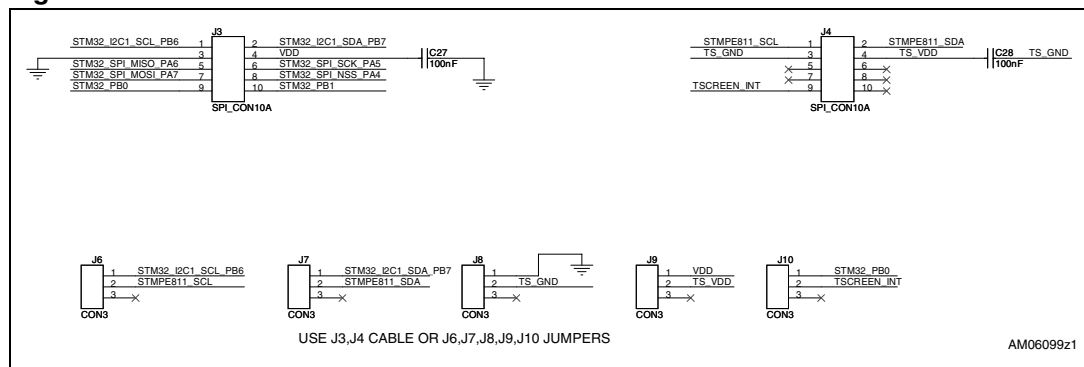 J3
STM32_I2C1_SCL_PB6 1 2 STM32_I2C1_SDA_PB7
3 4 VDD
STM32_SPI_MISO_PA6 5 6 STM32_SPI_SCK_PA5
STM32_SPI_MOSI_PA7 7 8 STM32_SPI_NSS_PA4
STM32_PB0 9 10 STM32_PB1
SPI_CON10A
C27
100nF
J4
STMPE811_SCL 1 2 STMPE811_SDA
TS_GND 3 4 TS_VDD
5 6
7 8
TSCREEN_INT 9 10
SPI_CON10A
C28 TS_GND
100nF
J6
1 STM32_I2C1_SCL_PB6
2 STMPE811_SCL
3
CON3
J7
1 STM32_I2C1_SDA_PB7
2 STMPE811_SDA
3
CON3
J8
1
2 TS_GND
3
CON3
J9
1 VDD
2 TS_VDD
3
CON3
J10
1 STM32_PB0
2 TSCREEN_INT
3
CON3
USE J3,J4 CABLE OR J6,J7,J8,J9,J10 JUMPERS
AM06099z1